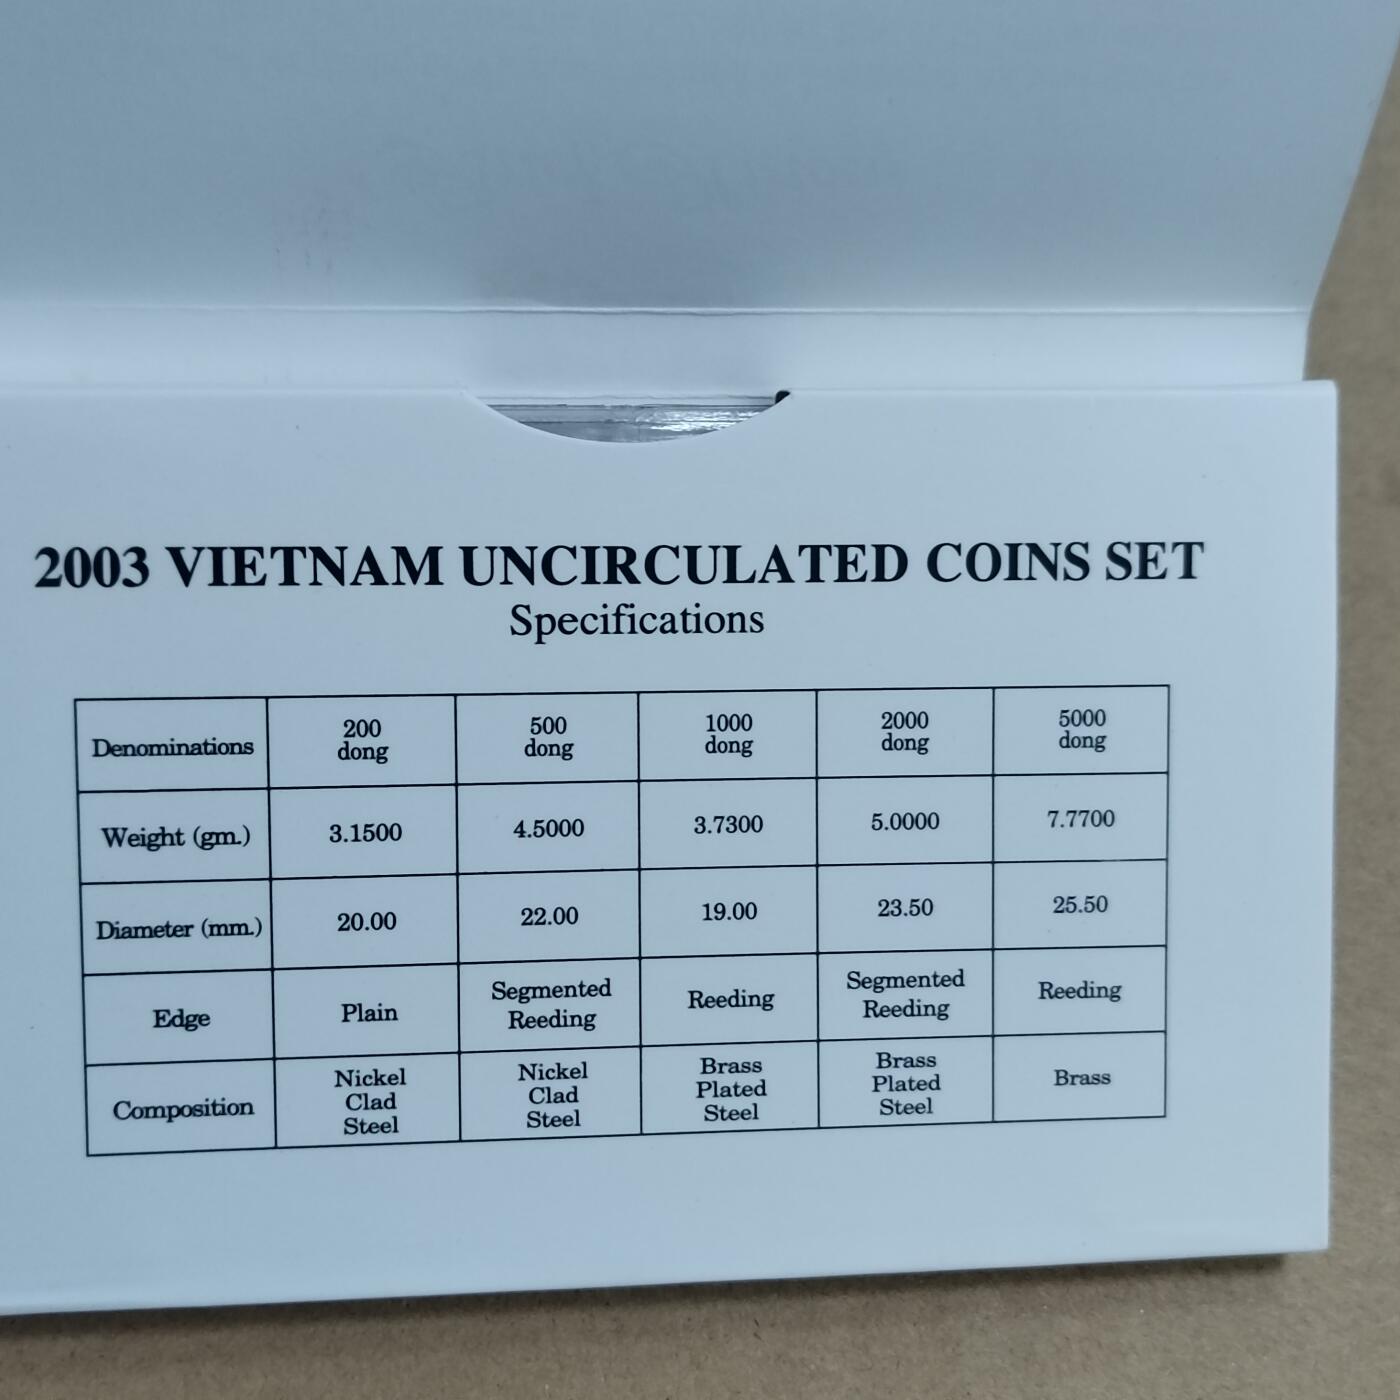 2003 VIETNAM UNCIRCULATED COINS SET
Specifications
Denominations 200 dong 500 dong 1000 dong 2000 dong 5000 dong
Weight (gm.) 3.1500 4.5000 3.7300 5.0000 7.7700
Diameter (mm.) 20.00 22.00 19.00 23.50 25.50
Edge Plain Segmented Reeding Reeding Segmented Reeding Reeding
Composition Nickel Clad Steel Nickel Clad Steel Brass Plated Steel Brass Plated Steel Brass